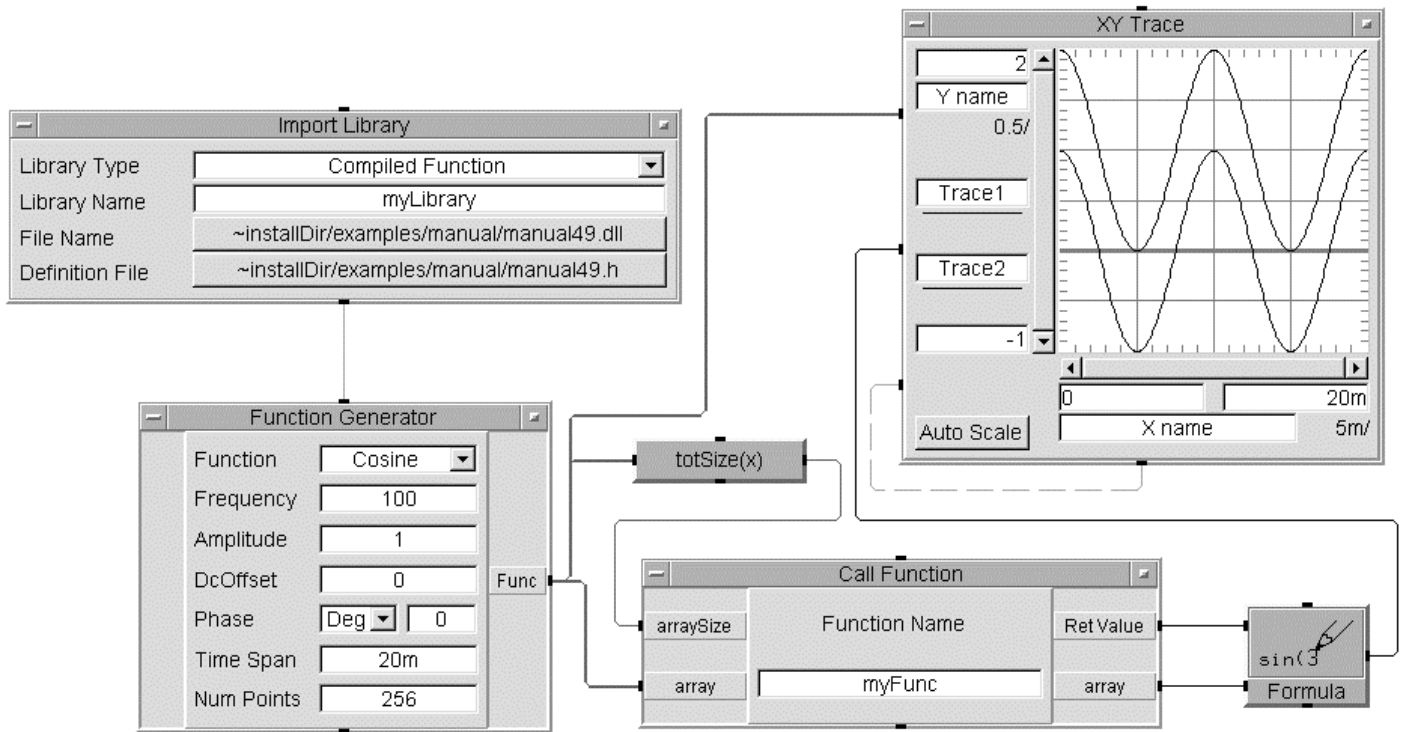 Import Library
Library Type Compiled Function
Library Name myLibrary
File Name ~installDir/examples/manual/manual49.dll
Definition File ~installDir/examples/manual/manual49.h
Function Generator
Function Cosine
Frequency 100
Amplitude 1
DcOffset 0
Phase Deg 0
Time Span 20m
Num Points 256
Func
totSize(x)
Call Function
arraySize Function Name Ret Value
array myFunc array
sin(3
Formula
XY Trace
2
Y name
0.5/
Trace1
Trace2
-1
0 20m
Auto Scale X name 5m/